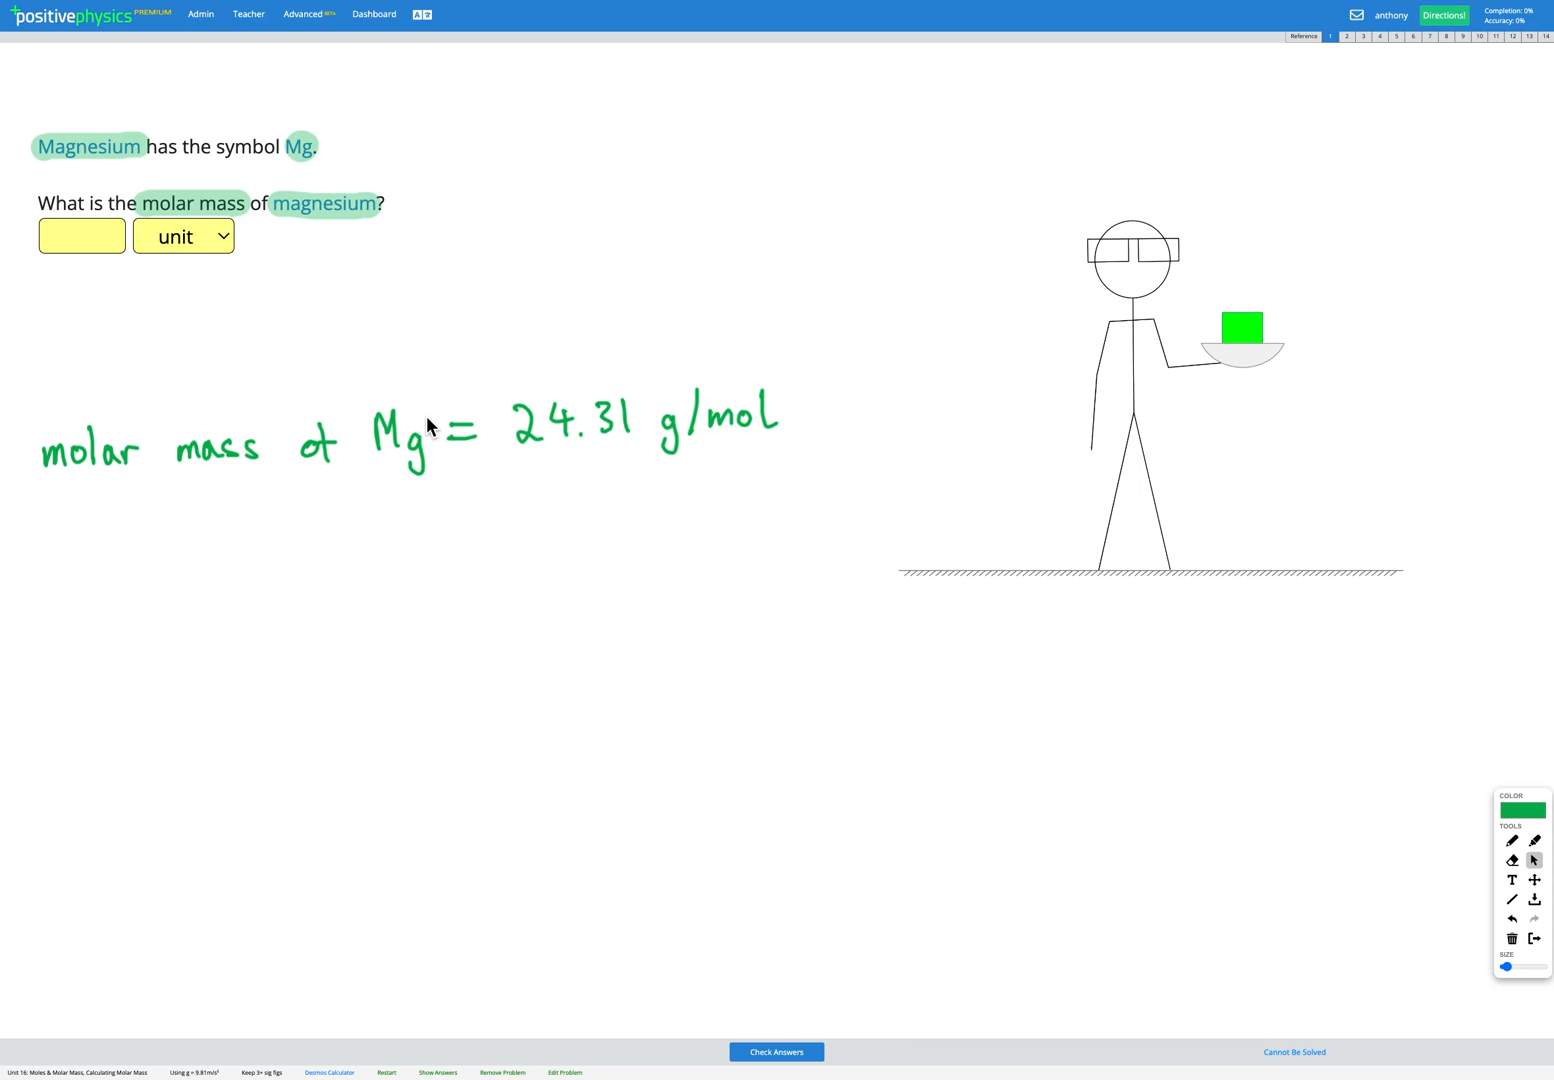 +positivephysics PREMIUM Admin Teacher Advanced BETA Dashboard A anthony Directions! Completion: 0%
Accuracy: 0%
Reference 1 2 3 4 5 6 7 8 9 10 11 12 13 14
Magnesium has the symbol Mg.
What is the molar mass of magnesium?
unit
molar mass of Mg = 24.31 g/mol
COLOR
TOOLS
T
SIZE
Check Answers Cannot Be Solved
Unit 16: Moles & Molar Mass, Calculating Molar Mass Using g = 9.81m/s² Keep 3+ sig figs Desmos Calculator Restart Show Answers Remove Problem Edit Problem